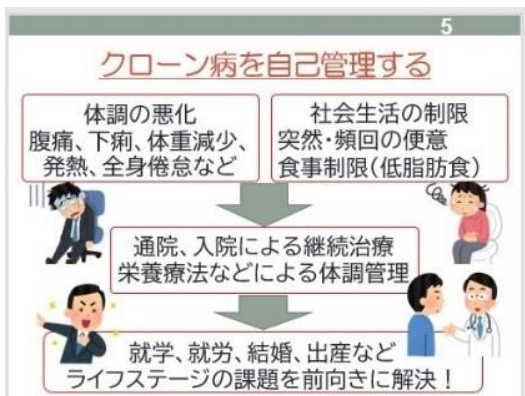 5
クローン病を自己管理する
体調の悪化
腹痛、下痢、体重減少、
発熱、全身倦怠など
社会生活の制限
突然・頻回の便意
食事制限(低脂肪食)
通院、入院による継続治療
栄養療法などによる体調管理
就学、就労、結婚、出産など
ライフステージの課題を前向きに解決！